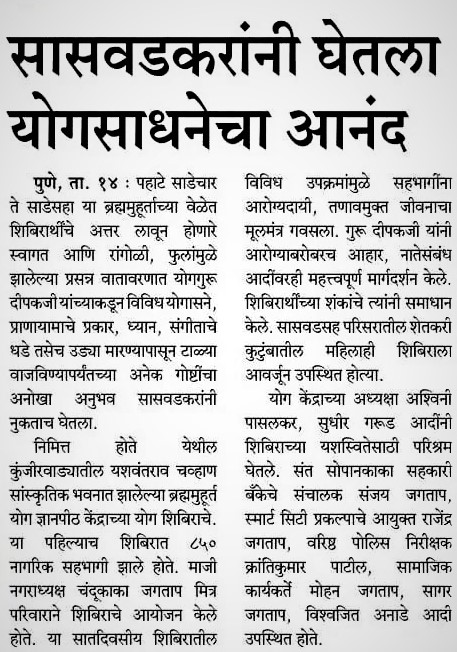 सासवडकरांनी घेतला
योगसाधनेचा आनंद
पुणे, ता. १४ : पहाटे साडेचार
ते साडेसहा या ब्रह्ममुहूर्ताच्या वेळेत
शिबिरार्थींचे अत्तर लावून होणारे
स्वागत आणि रांगोळी, फुलांमुळे
झालेल्या प्रसन्न वातावरणात योगगुरू
दीपकजी यांच्याकडून विविध योगासने,
प्राणायामाचे प्रकार, ध्यान, संगीताचे
धडे तसेच उड्या मारण्यापासून टाळ्या
वाजविण्यापर्यंतच्या अनेक गोष्टींचा
अनोखा अनुभव सासवडकरांनी
नुकताच घेतला.
निमित्त होते येथील
कुंजीरवाड्यातील यशवंतराव चव्हाण
सांस्कृतिक भवनात झालेल्या ब्रह्ममुहूर्त
योग ज्ञानपीठ केंद्राच्या योग शिबिराचे.
या पहिल्याच शिबिरात ८५०
नागरिक सहभागी झाले होते. माजी
नगराध्यक्ष चंदूकाका जगताप मित्र
परिवाराने शिबिराचे आयोजन केले
होते. या सातदिवसीय शिबिरातील
विविध उपक्रमांमुळे सहभागींना
आरोग्यदायी, तणावमुक्त जीवनाचा
मूलमंत्र गवसला. गुरू दीपकजी यांनी
आरोग्याबरोबरच आहार, नातेसंबंध
आदींवरही महत्त्वपूर्ण मार्गदर्शन केले.
शिबिरार्थ्यांच्या शंकांचे त्यांनी समाधान
केले. सासवडसह परिसरातील शेतकरी
कुटुंबातील महिलाही शिबिराला
आवर्जून उपस्थित होत्या.
योग केंद्राच्या अध्यक्षा अश्विनी
पासलकर, सुधीर गरूड आदींनी
शिबिराच्या यशस्वितेसाठी परिश्रम
घेतले. संत सोपानकाका सहकारी
बँकेचे संचालक संजय जगताप,
स्मार्ट सिटी प्रकल्पाचे आयुक्त राजेंद्र
जगताप, वरिष्ठ पोलिस निरीक्षक
क्रांतिकुमार पाटील, सामाजिक
कार्यकर्ते मोहन जगताप, सागर
जगताप, विश्वजित अनाडे आदी
उपस्थित होते.